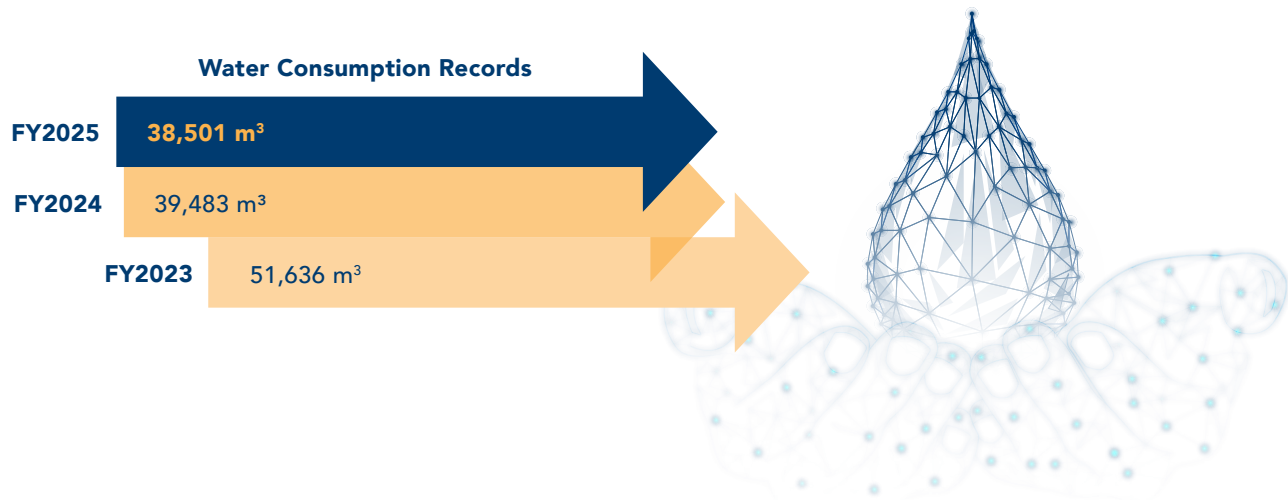 Water Consumption Records
FY2025 38,501 m³
FY2024 39,483 m³
FY2023 51,636 m³